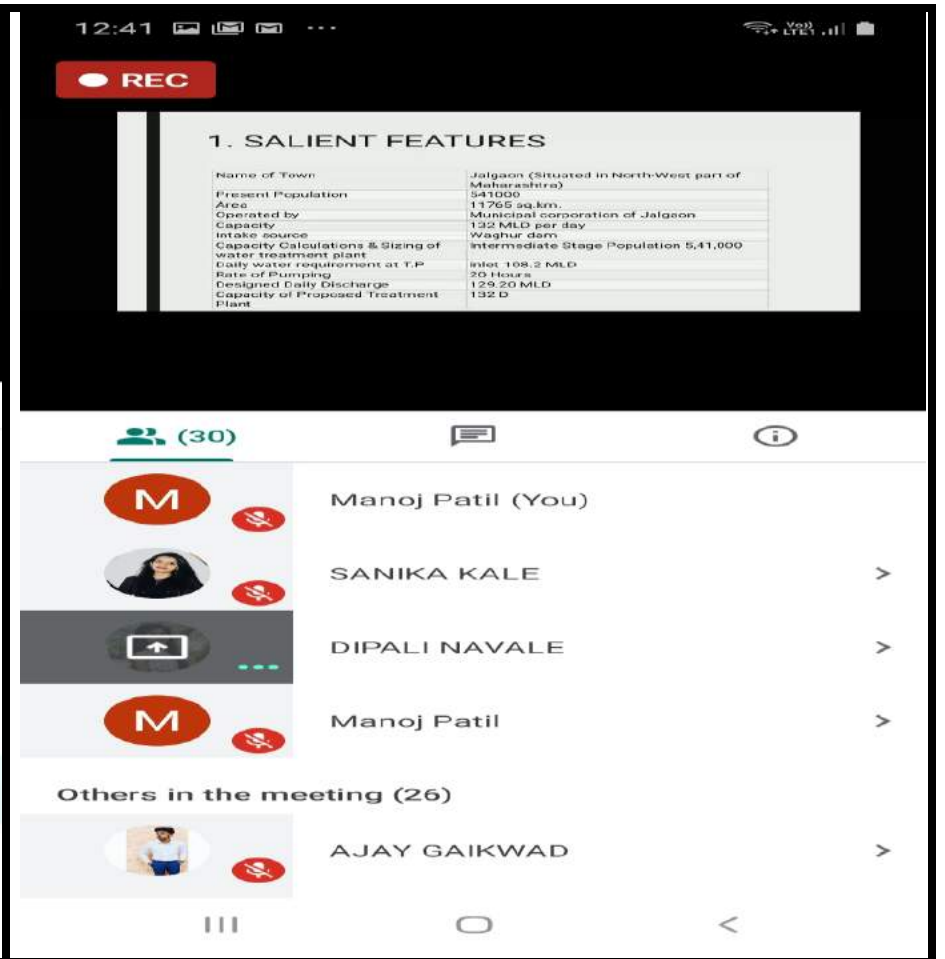 12:41
Vo))
LTE1
REC
1. SALIENT FEATURES
Name of Town Jalgaon (Situated in North-West part of
Maharashtra)
Present Population 541000
Area 11765 sq.km.
Operated by Municipal corporation of Jalgaon
Capacity 132 MLD per day
Intake source Waghur dam
Capacity Calculations & Sizing of Intermediate Stage Population 5,41,000
water treatment plant
Daily water requirement at T.P inlet 108.2 MLD
Rate of Pumping 20 Hours
Designed Daily Discharge 129.20 MLD
Capacity of Proposed Treatment 132 D
Plant
(30)
Manoj Patil (You)
SANIKA KALE
DIPALI NAVALE
Manoj Patil
Others in the meeting (26)
AJAY GAIKWAD
M
M